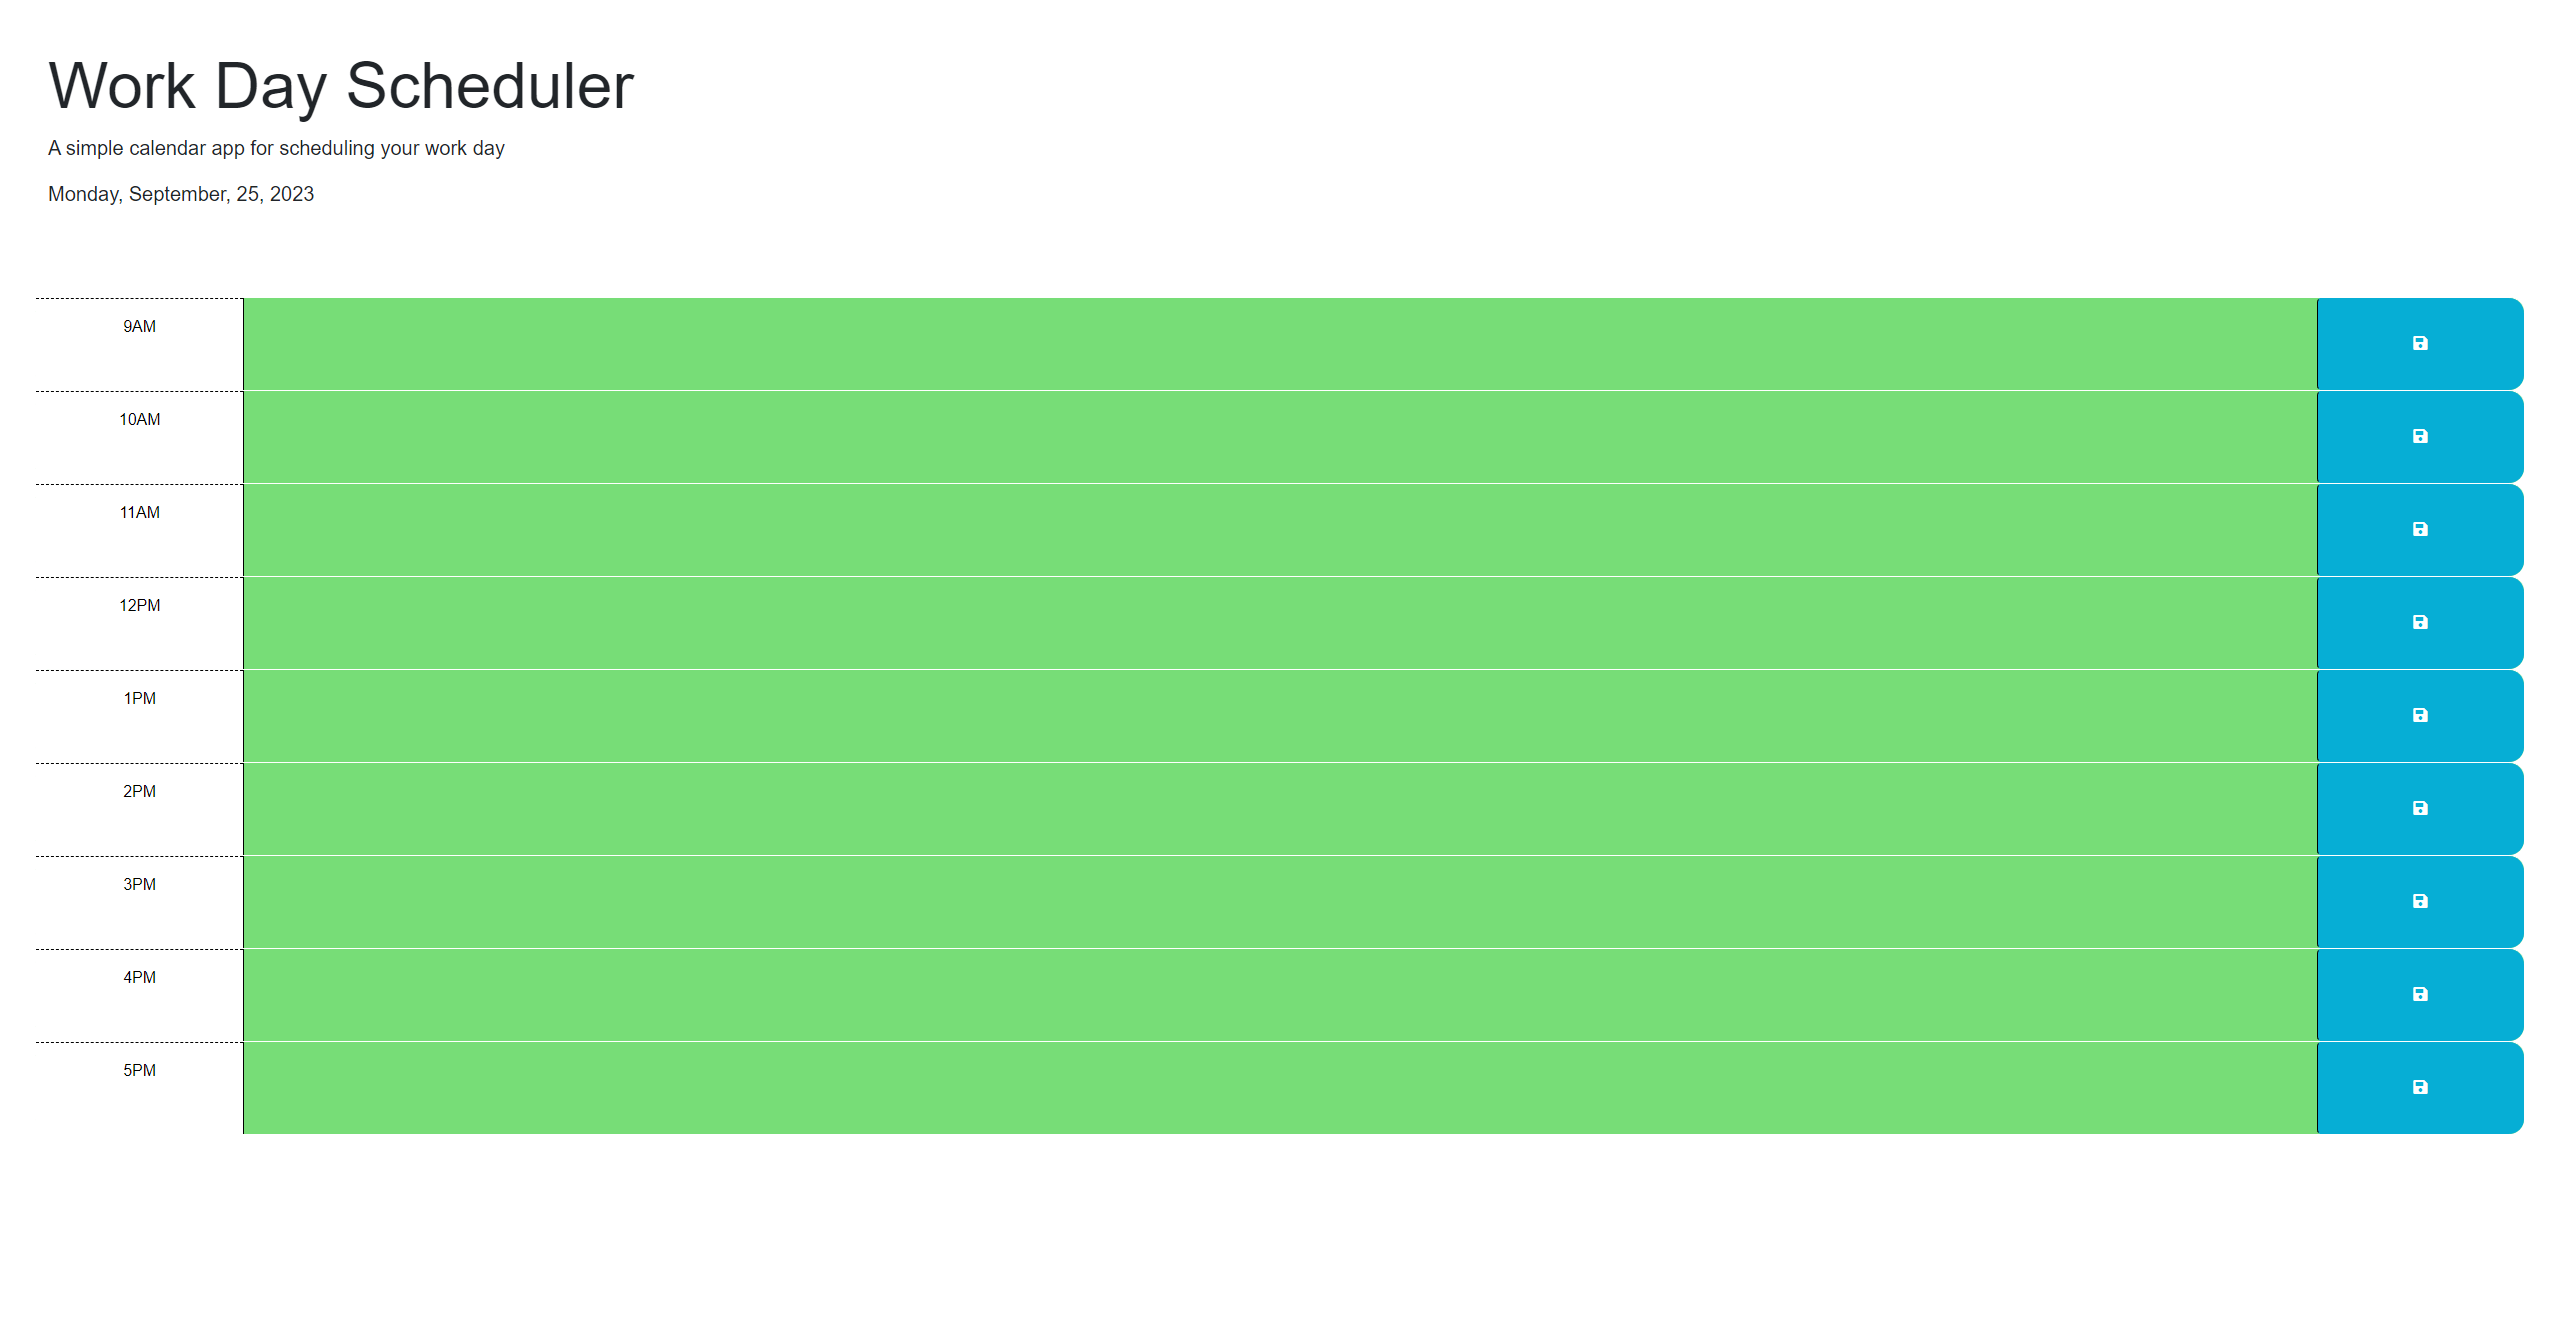 Work Day Scheduler
A simple calendar app for scheduling your work day
Monday, September, 25, 2023
9AM
10AM
11AM
12PM
1PM
2PM
3PM
4PM
5PM